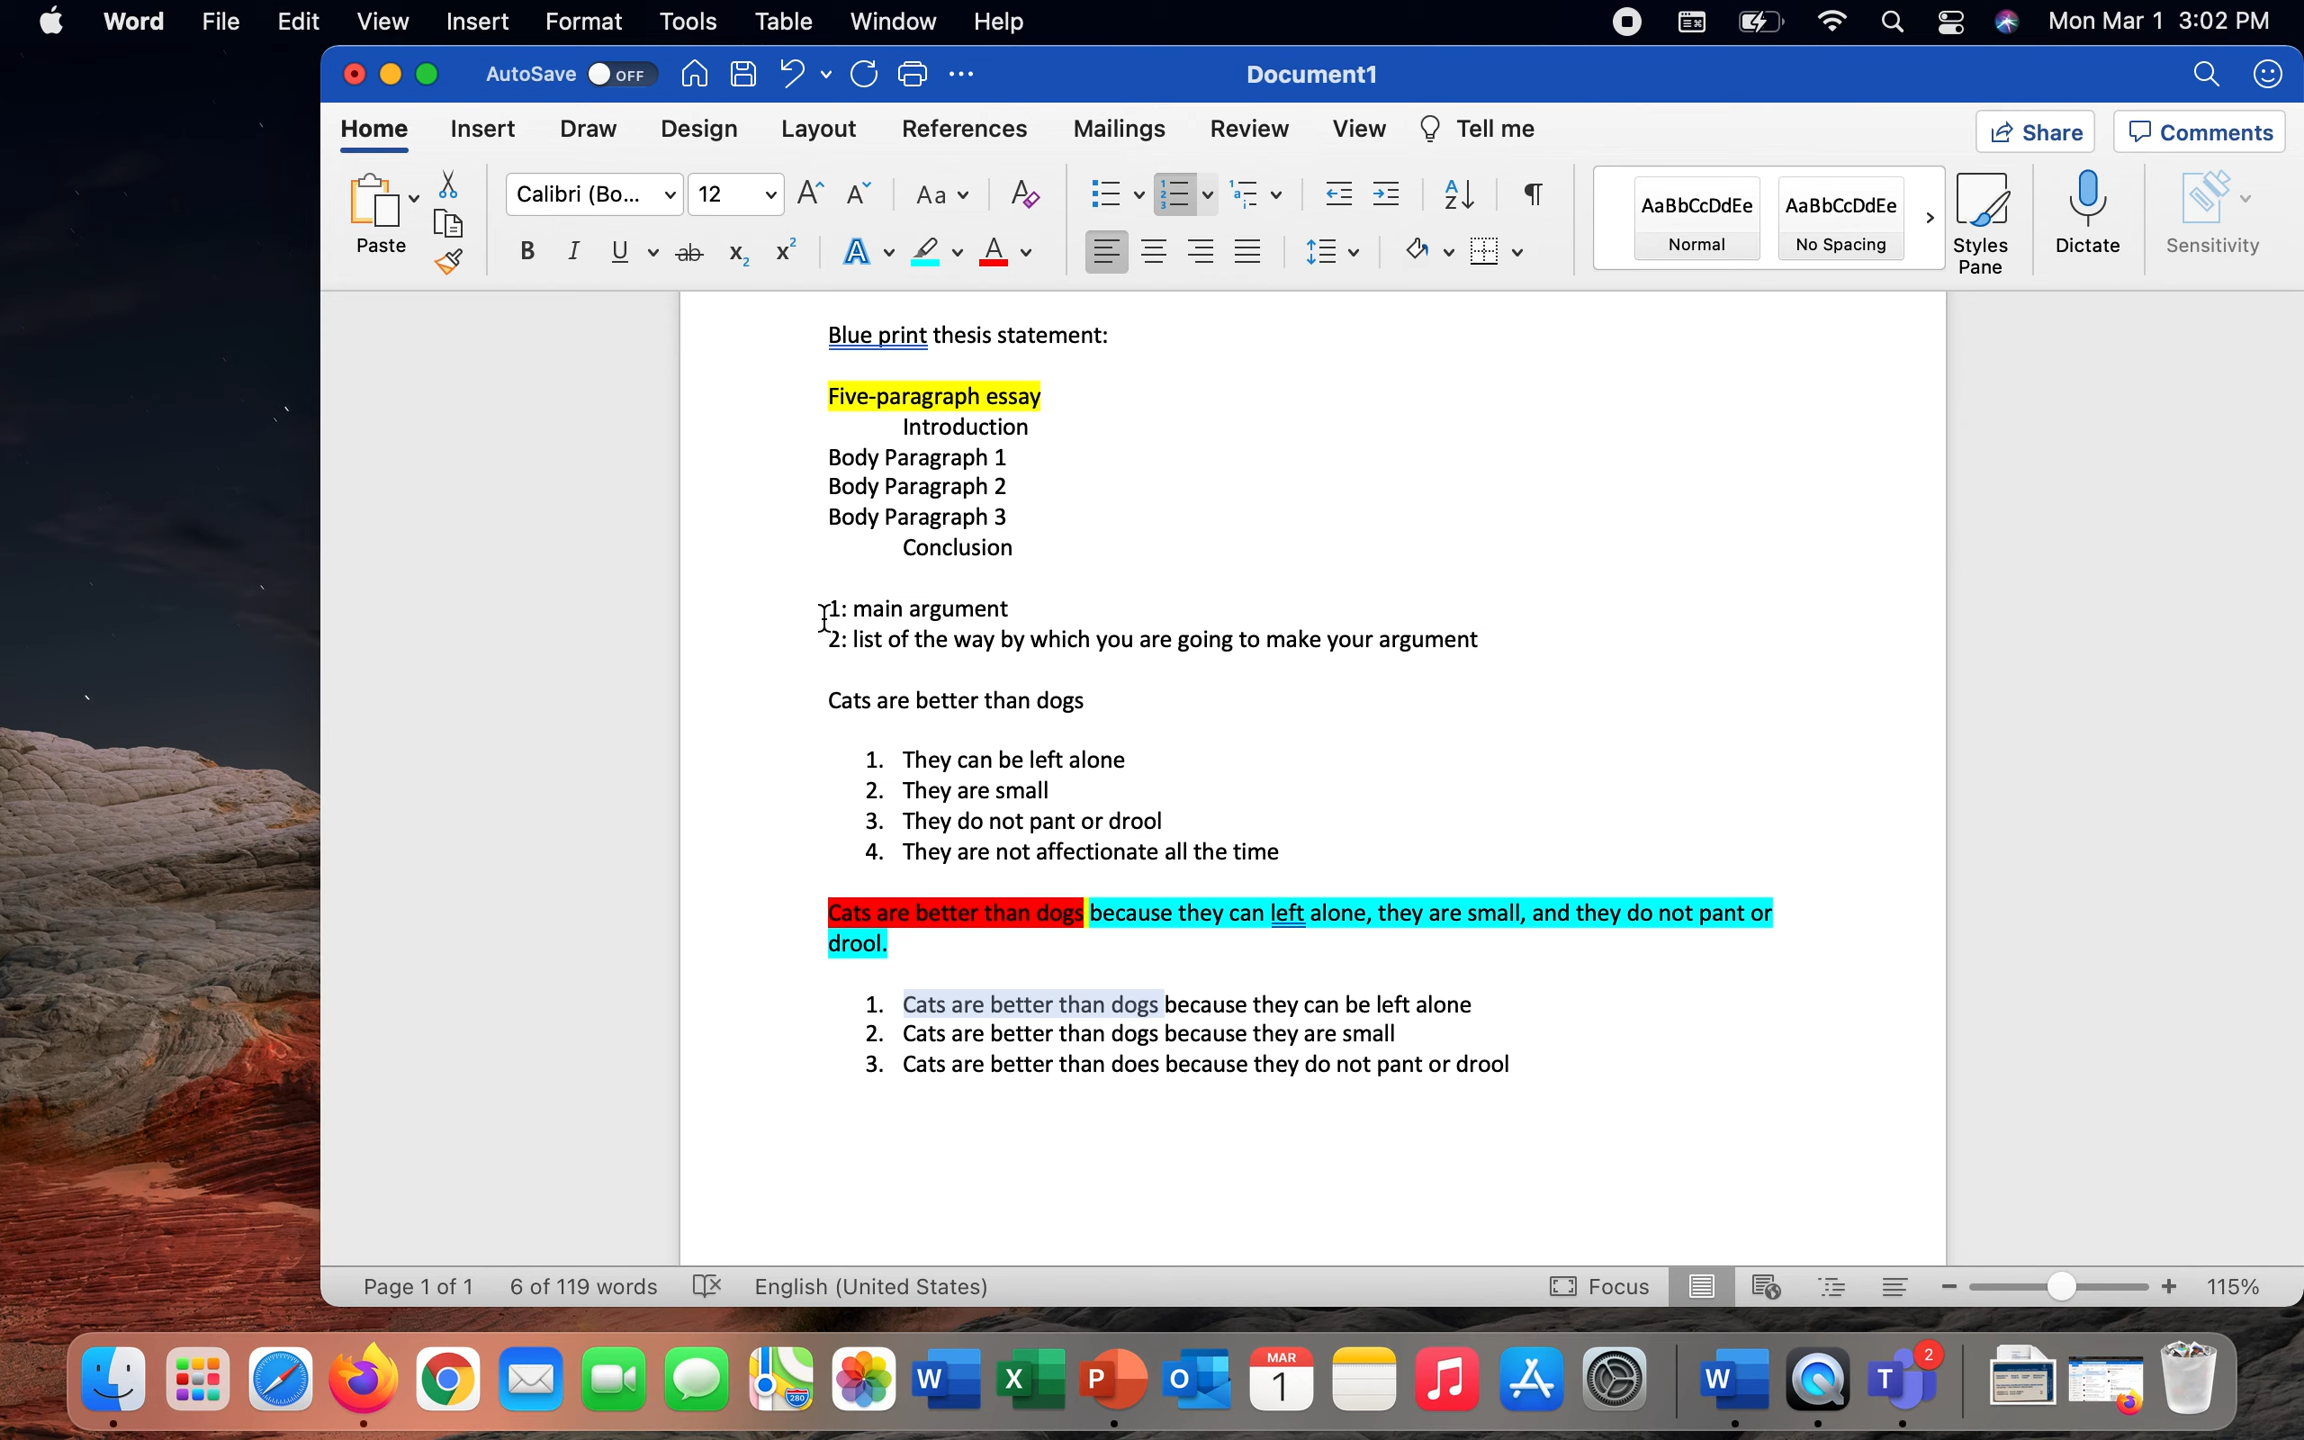 Word File Edit View Insert Format Tools Table Window Help Mon Mar 1 3:02 PM
AutoSave OFF Document1
Home Insert Draw Design Layout References Mailings Review View Tell me Share Comments
Paste Calibri (Bo... 12 Aa AaBbCcDdEe AaBbCcDdEe
Normal No Spacing Styles Pane Dictate Sensitivity
Blue print thesis statement:
Five-paragraph essay
Introduction
Body Paragraph 1
Body Paragraph 2
Body Paragraph 3
Conclusion
1: main argument
2: list of the way by which you are going to make your argument
Cats are better than dogs
1. They can be left alone
2. They are small
3. They do not pant or drool
4. They are not affectionate all the time
Cats are better than dogs because they can left alone, they are small, and they do not pant or
drool.
1. Cats are better than dogs because they can be left alone
2. Cats are better than dogs because they are small
3. Cats are better than does because they do not pant or drool
Page 1 of 1 6 of 119 words English (United States) Focus 115%
MAR
1
2